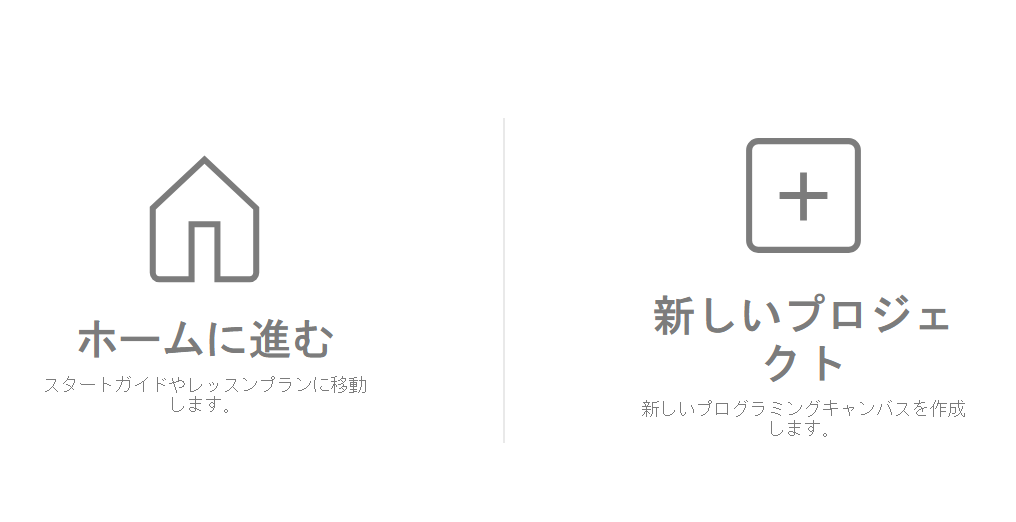 ホームに進む
スタートガイドやレッスンプランに移動
します。
新しいプロジェ
クト
新しいプログラミングキャンバスを作成
します。